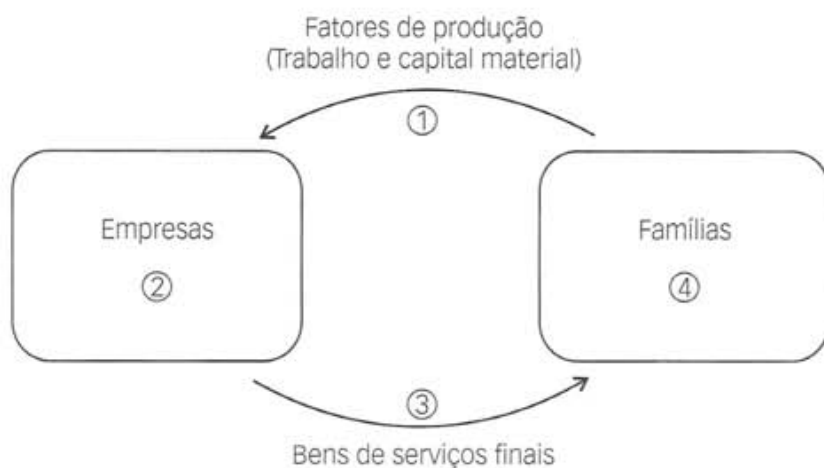 Fatores de produção
(Trabalho e capital material)
①
Empresas
②
Famílias
④
③
Bens de serviços finais